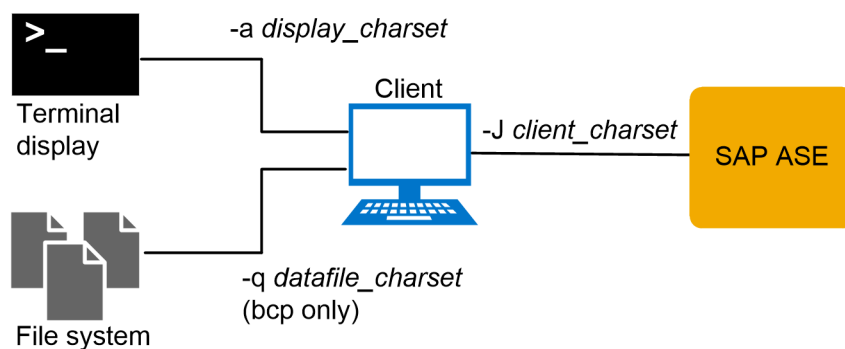 >_
-a display_charset
Terminal
display
Client
-J client_charset
SAP ASE
-q datafile_charset
(bcp only)
File system